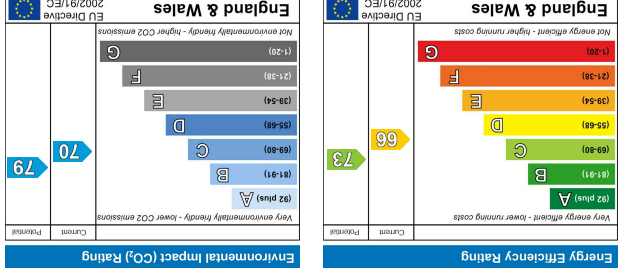 Energy Efficiency Rating
Current
Potential
Very energy efficient - lower running costs
(92 plus) A
(81-91) B
(69-80) C
(55-68) D
(39-54) E
(21-38) F
(1-20) G
66
73
Not energy efficient - higher running costs
England & Wales
EU Directive
2002/91/EC
Environmental Impact (CO₂) Rating
Current
Potential
Very environmentally friendly - lower CO2 emissions
(92 plus) A
(81-91) B
(69-80) C
(55-68) D
(39-54) E
(21-38) F
(1-20) G
70
79
Not environmentally friendly - higher CO2 emissions
England & Wales
EU Directive
2002/91/EC